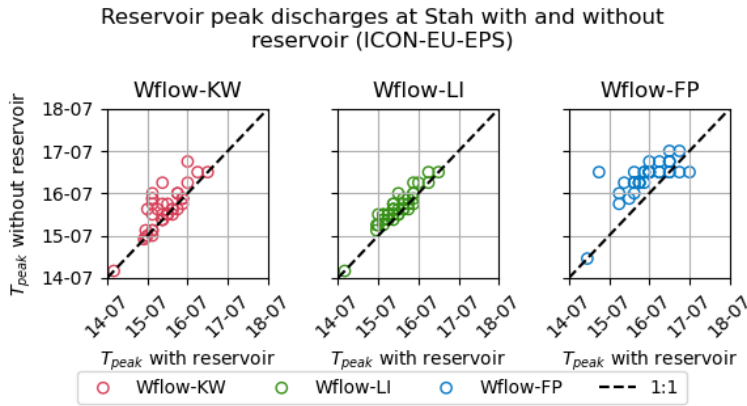 Reservoir peak discharges at Stah with and without
reservoir (ICON-EU-EPS)
Wflow-KW
Wflow-LI
Wflow-FP
T_peak without reservoir
18-07
17-07
16-07
15-07
14-07
14-07 15-07 16-07 17-07 18-07
14-07 15-07 16-07 17-07 18-07
14-07 15-07 16-07 17-07 18-07
T_peak with reservoir
T_peak with reservoir
T_peak with reservoir
Wflow-KW Wflow-LI Wflow-FP 1:1